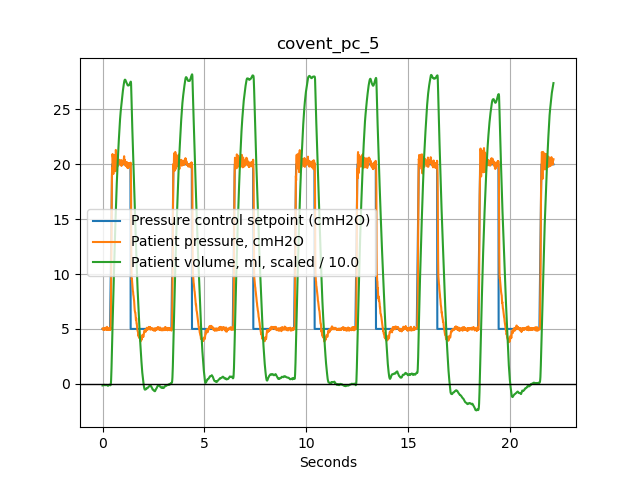 covent_pc_5
25
20
15
10
5
0
Pressure control setpoint (cmH2O)
Patient pressure, cmH2O
Patient volume, ml, scaled / 10.0
0 5 10 15 20
Seconds